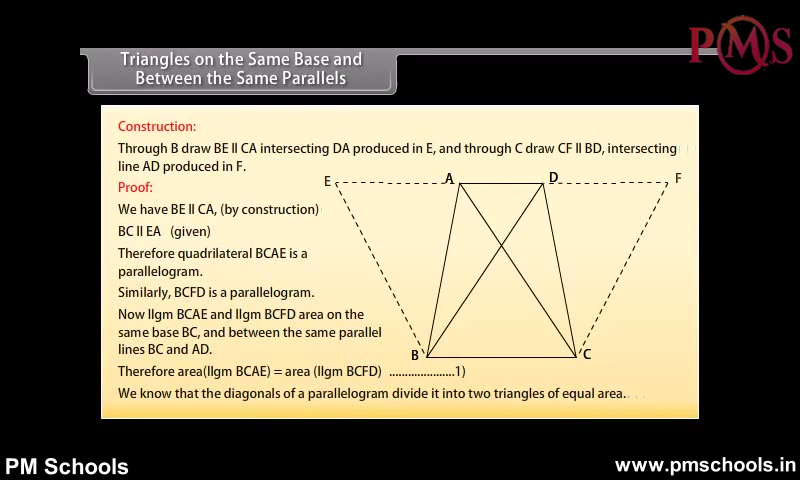 PMS
Triangles on the Same Base and
Between the Same Parallels
Construction:
Through B draw BE ll CA intersecting DA produced in E, and through C draw CF ll BD, intersecting
line AD produced in F.
Proof:
We have BE ll CA, (by construction)
BC ll EA (given)
Therefore quadrilateral BCAE is a
parallelogram.
Similarly, BCFD is a parallelogram.
Now llgm BCAE and llgm BCFD area on the
same base BC, and between the same parallel
lines BC and AD.
Therefore area(llgm BCAE) = area (llgm BCFD) .....................1)
We know that the diagonals of a parallelogram divide it into two triangles of equal area.
E A D F
B C
PM Schools
www.pmschools.in